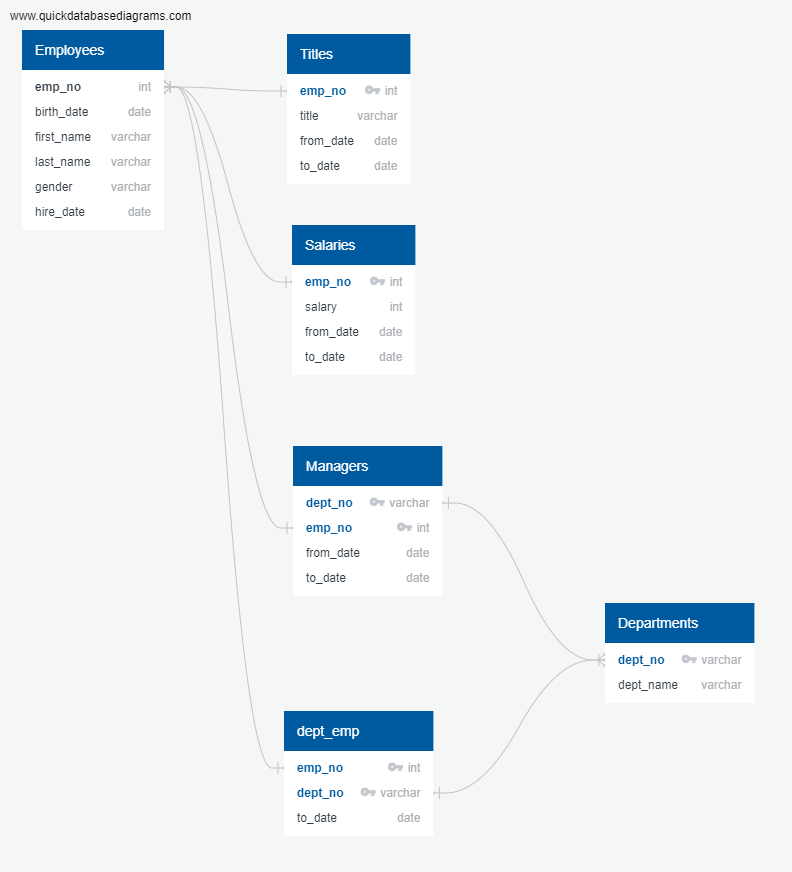 www.quickdatabasediagrams.com
Employees
emp_no int
birth_date date
first_name varchar
last_name varchar
gender varchar
hire_date date
Titles
emp_no int
title varchar
from_date date
to_date date
Salaries
emp_no int
salary int
from_date date
to_date date
Managers
dept_no varchar
emp_no int
from_date date
to_date date
Departments
dept_no varchar
dept_name varchar
dept_emp
emp_no int
dept_no varchar
to_date date